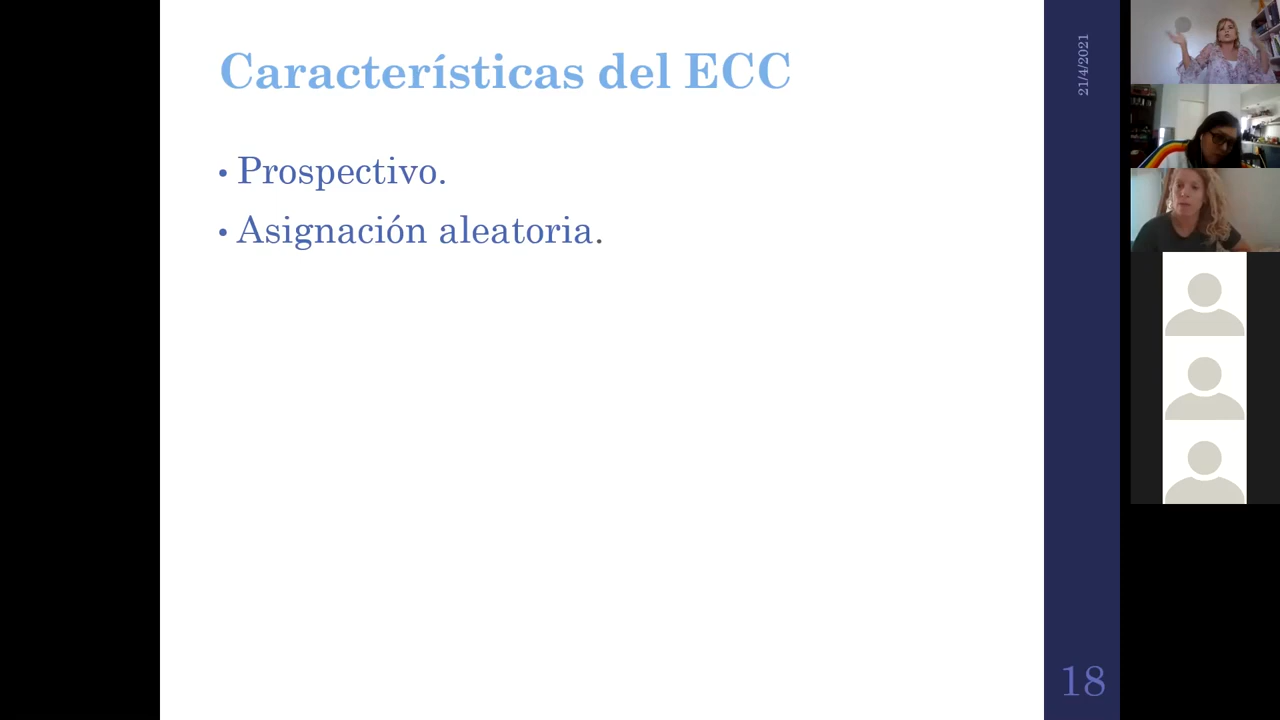 Características del ECC
• Prospectivo.
• Asignación aleatoria.
21/4/2021
18